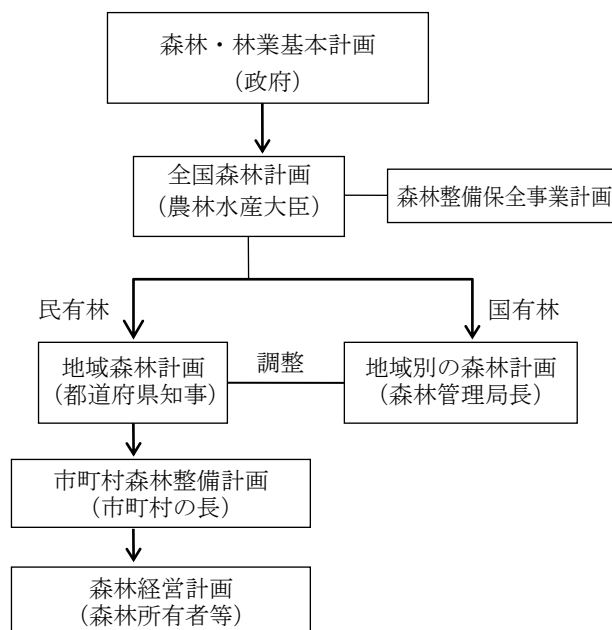 森林・林業基本計画
（政府）
全国森林計画
（農林水産大臣）
森林整備保全事業計画
民有林
国有林
地域森林計画
（都道府県知事）
調整
地域別の森林計画
（森林管理局長）
市町村森林整備計画
（市町村の長）
森林経営計画
（森林所有者等）